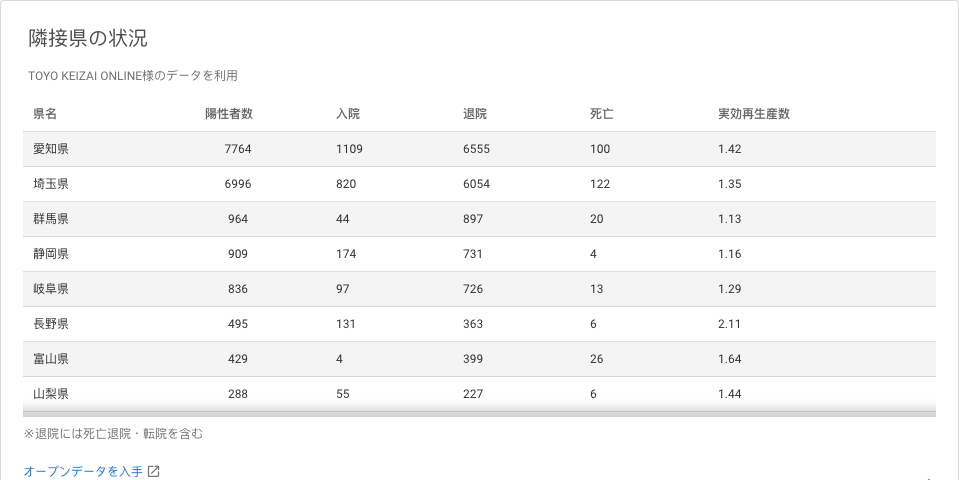 隣接県の状況
TOYO KEIZAI ONLINE様のデータを利用
県名 陽性者数 入院 退院 死亡 実効再生産数
愛知県 7764 1109 6555 100 1.42
埼玉県 6996 820 6054 122 1.35
群馬県 964 44 897 20 1.13
静岡県 909 174 731 4 1.16
岐阜県 836 97 726 13 1.29
長野県 495 131 363 6 2.11
富山県 429 4 399 26 1.64
山梨県 288 55 227 6 1.44
※退院には死亡退院・転院を含む
オープンデータを入手